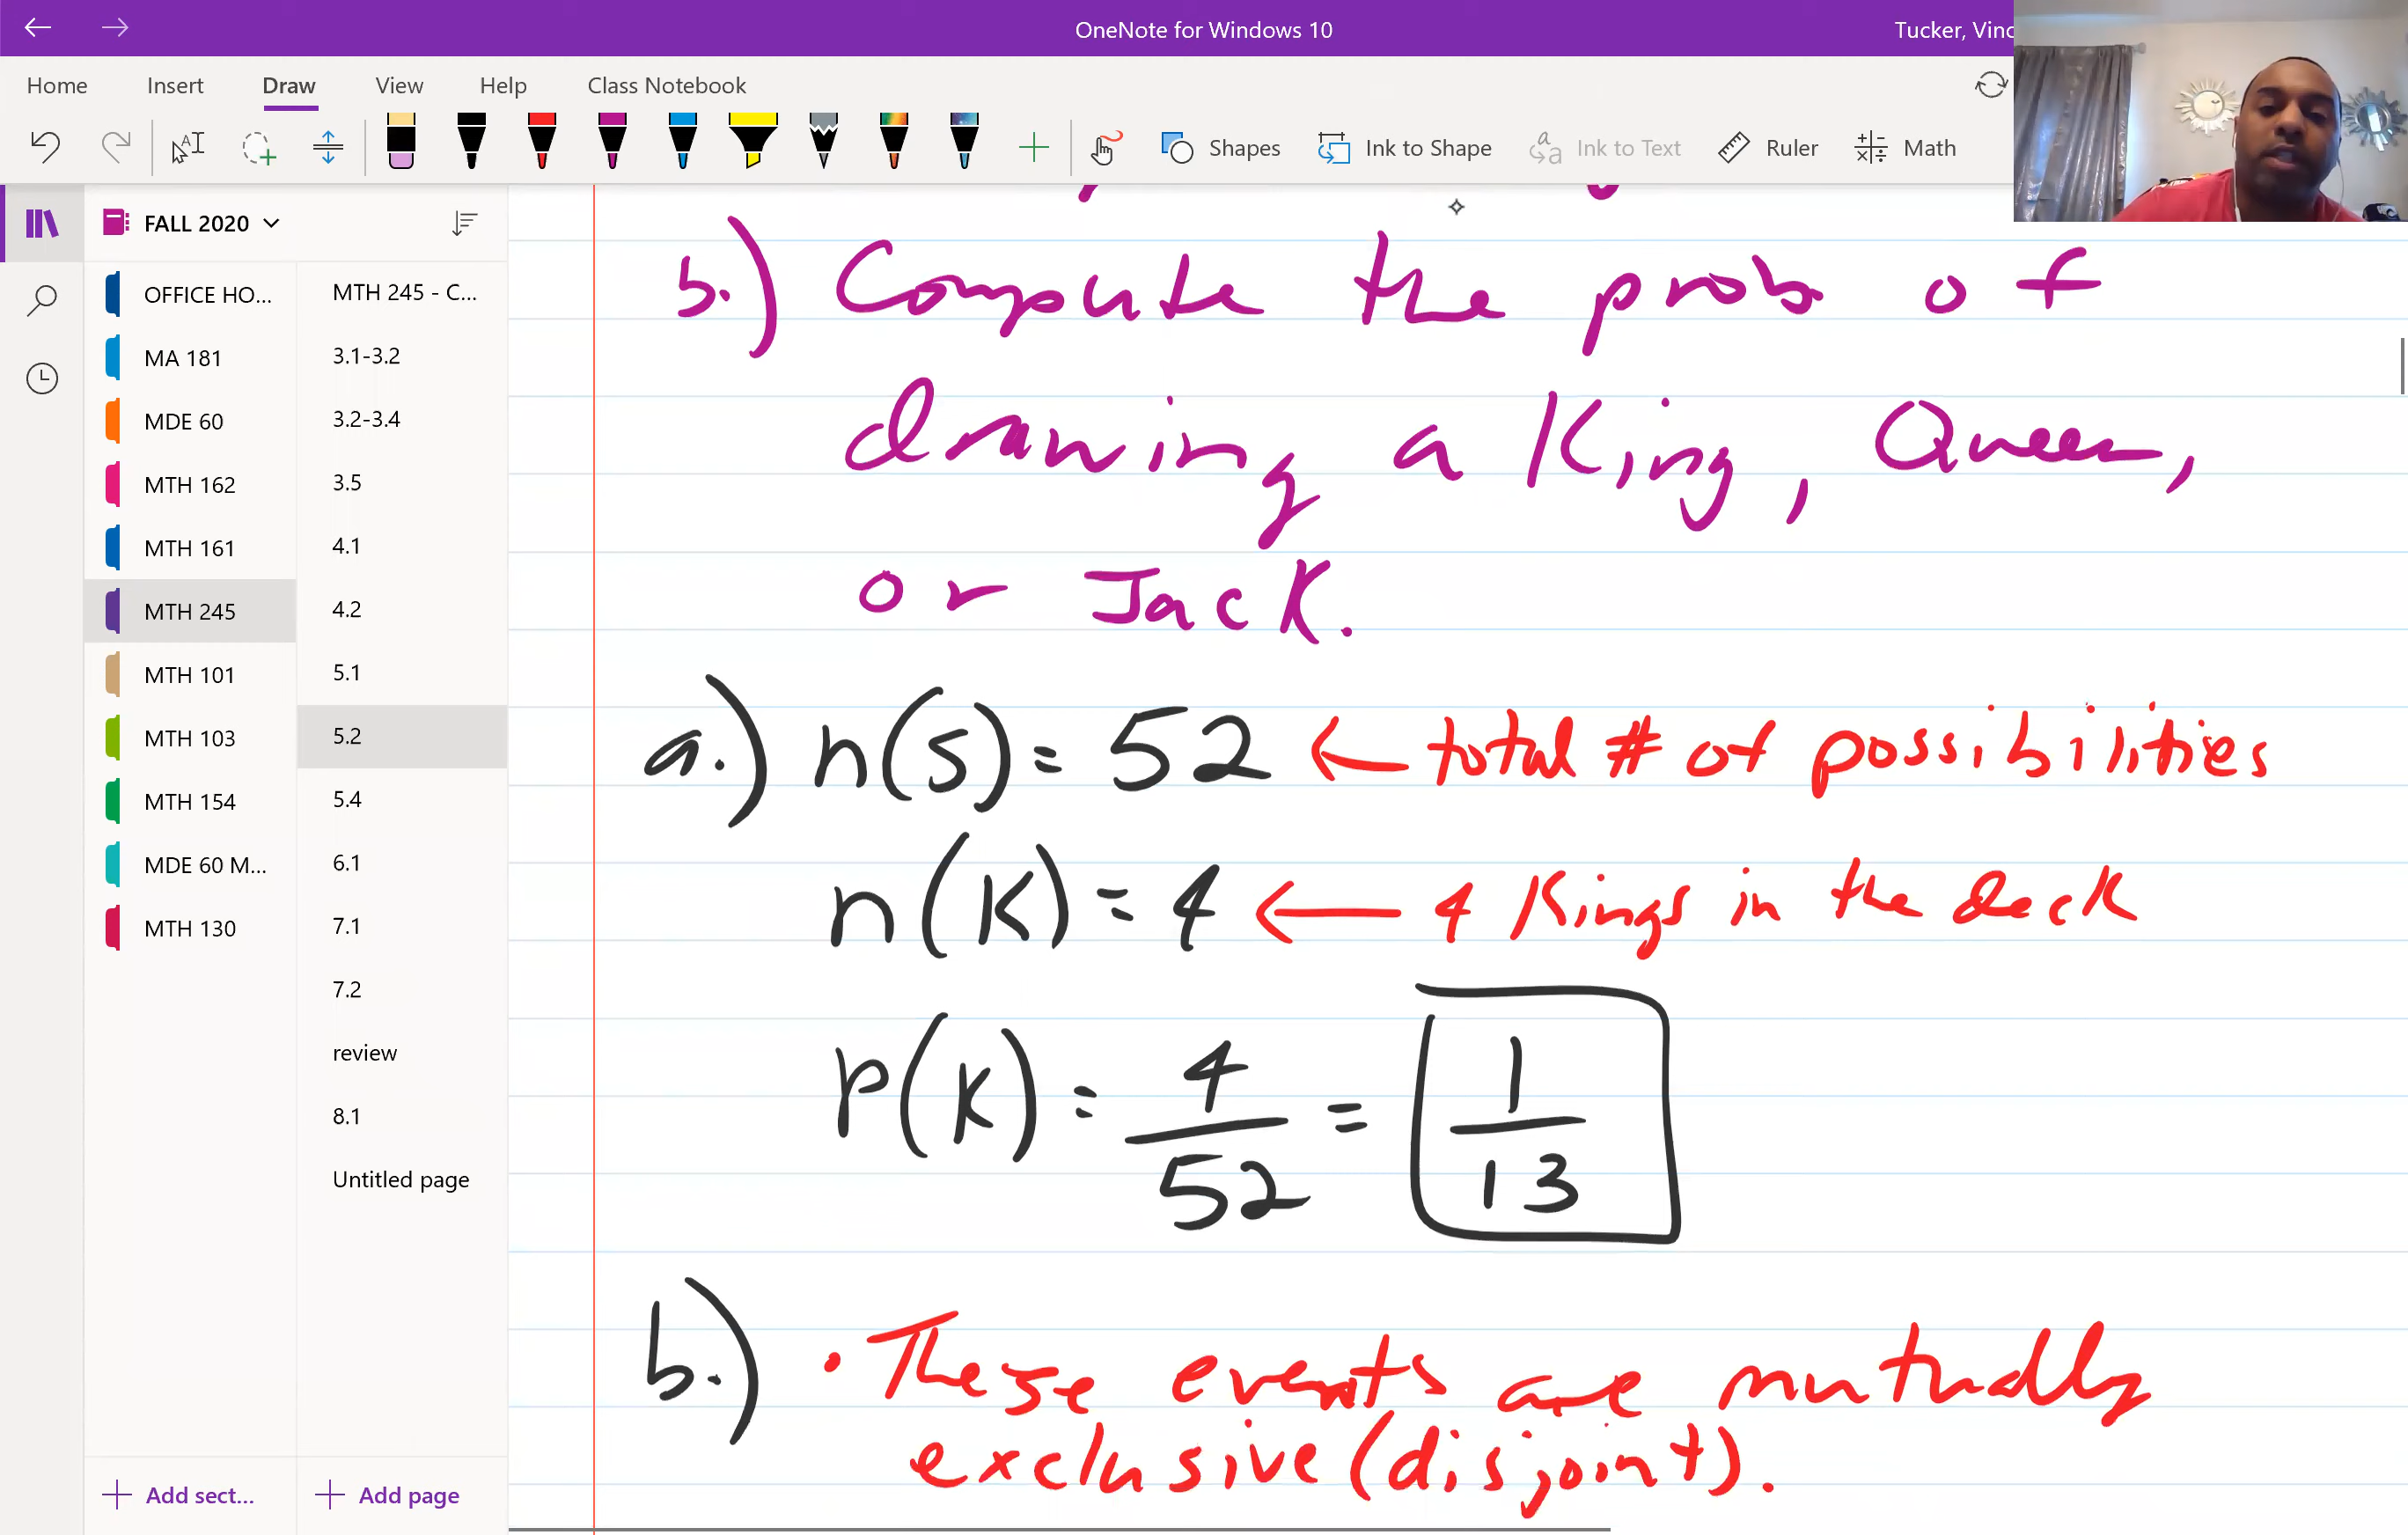 OneNote for Windows 10
Tucker, Vinc
Home Insert Draw View Help Class Notebook
Shapes Ink to Shape Ink to Text Ruler Math
FALL 2020
OFFICE HO...
MA 181
MDE 60
MTH 162
MTH 161
MTH 245
MTH 101
MTH 103
MTH 154
MDE 60 M...
MTH 130
Add sect...
MTH 245 - C...
3.1-3.2
3.2-3.4
3.5
4.1
4.2
5.1
5.2
5.4
6.1
7.1
7.2
review
8.1
Untitled page
Add page
b.) Compute the prob of
drawing a King, Queen,
or Jack.
a.) n(S) = 52 ← total # of possibilities
n(K) = 4 ← 4 Kings in the deck
P(K) = 4/52 = 1/13
b.) • These events are mutually
exclusive (disjoint).